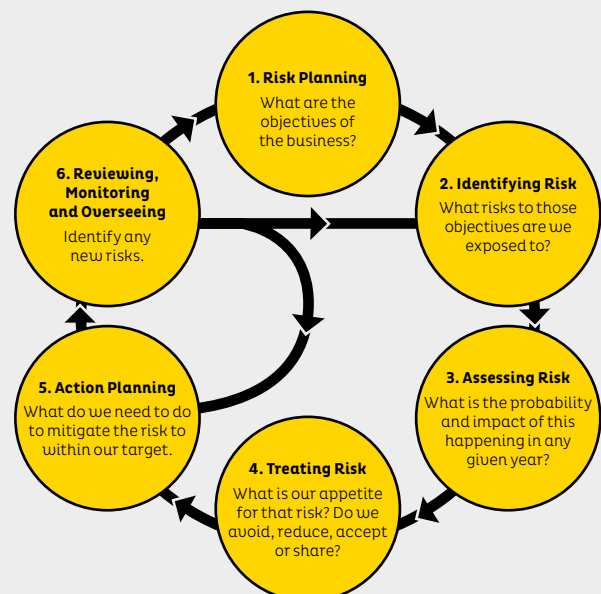 1. Risk Planning
What are the
objectives of
the business?
2. Identifying Risk
What risks to those
objectives are we
exposed to?
3. Assessing Risk
What is the probability
and impact of this
happening in any
given year?
4. Treating Risk
What is our appetite
for that risk? Do we
avoid, reduce, accept
or share?
5. Action Planning
What do we need to do
to mitigate the risk to
within our target.
6. Reviewing,
Monitoring
and Overseeing
Identify any
new risks.